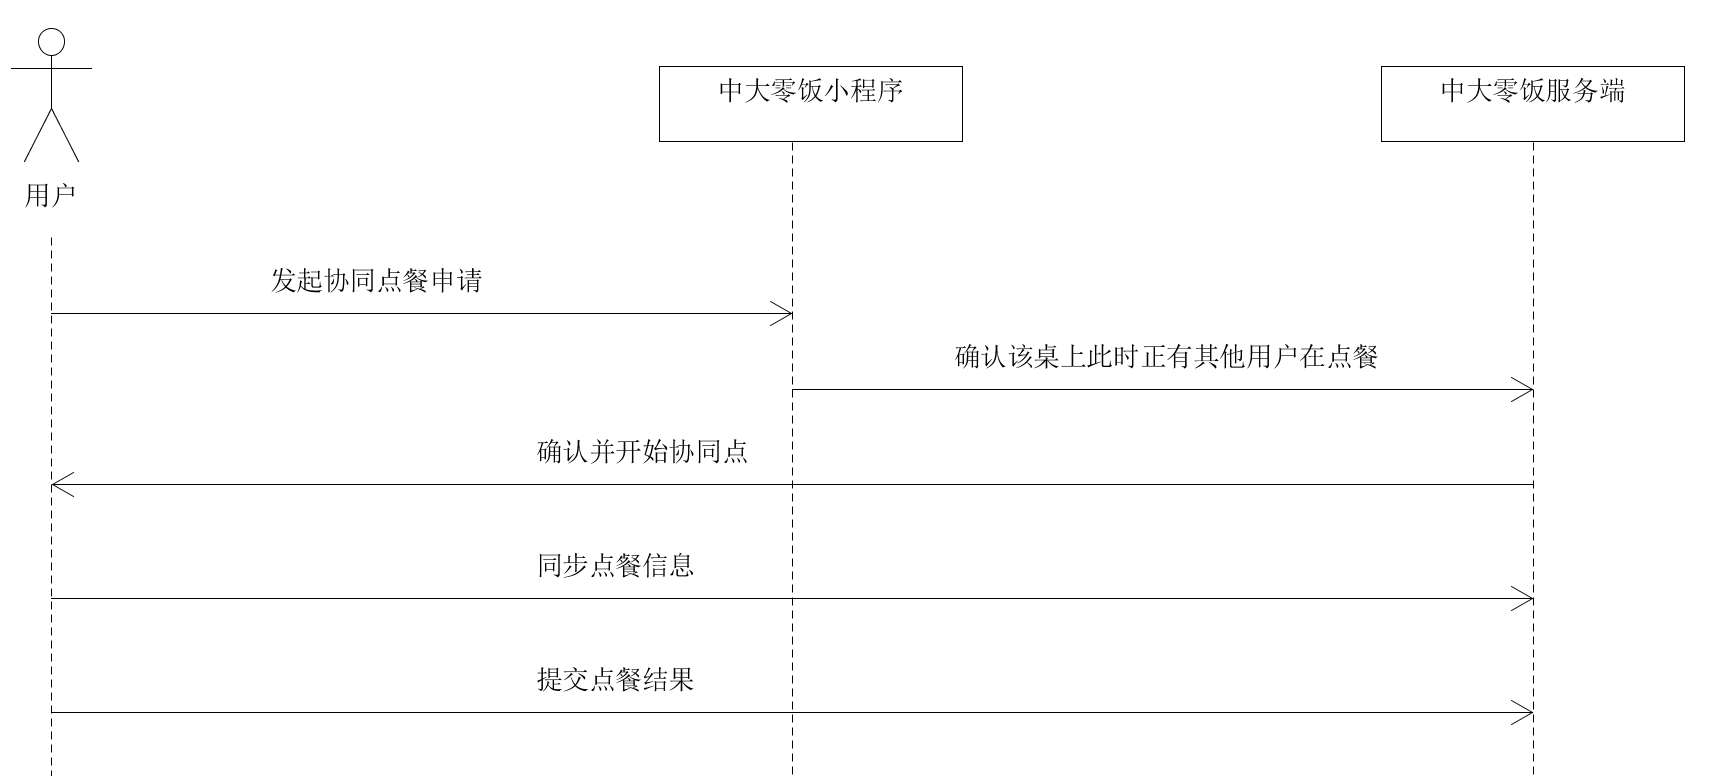 中大零饭小程序
中大零饭服务端
用户
发起协同点餐申请
确认该桌上此时正有其他用户在点餐
确认并开始协同点
同步点餐信息
提交点餐结果